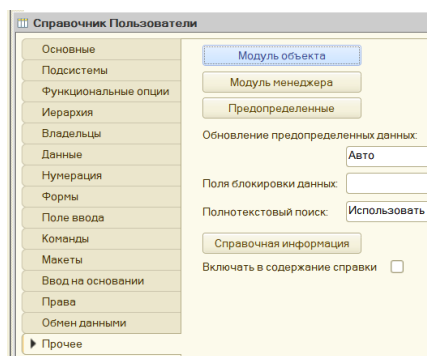 Справочник Пользователи
Основные
Подсистемы
Функциональные опции
Иерархия
Владельцы
Данные
Нумерация
Формы
Поле ввода
Команды
Макеты
Ввод на основании
Права
Обмен данными
Прочее
Модуль объекта
Модуль менеджера
Предопределенные
Обновление предопределенных данных:
Авто
Поля блокировки данных:
Полнотекстовый поиск: Использовать
Справочная информация
Включать в содержание справки